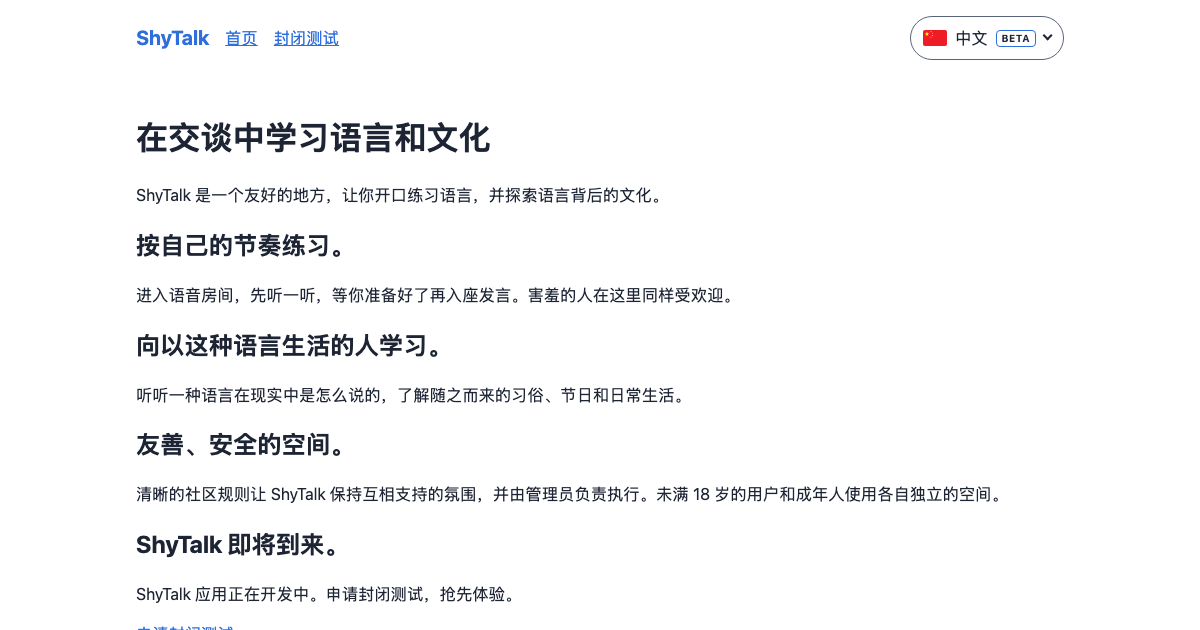 ShyTalk 首页 封闭测试 中文 BETA
在交谈中学习语言和文化
ShyTalk 是一个友好的地方，让你开口练习语言，并探索语言背后的文化。
按自己的节奏练习。
进入语音房间，先听一听，等你准备好了再入座发言。害羞的人在这里同样受欢迎。
向以这种语言生活的人学习。
听听一种语言在现实中是怎么说的，了解随之而来的习俗、节日和日常生活。
友善、安全的空间。
清晰的社区规则让 ShyTalk 保持互相支持的氛围，并由管理员负责执行。未满 18 岁的用户和成年人使用各自独立的空间。
ShyTalk 即将到来。
ShyTalk 应用正在开发中。申请封闭测试，抢先体验。
申请封闭测试